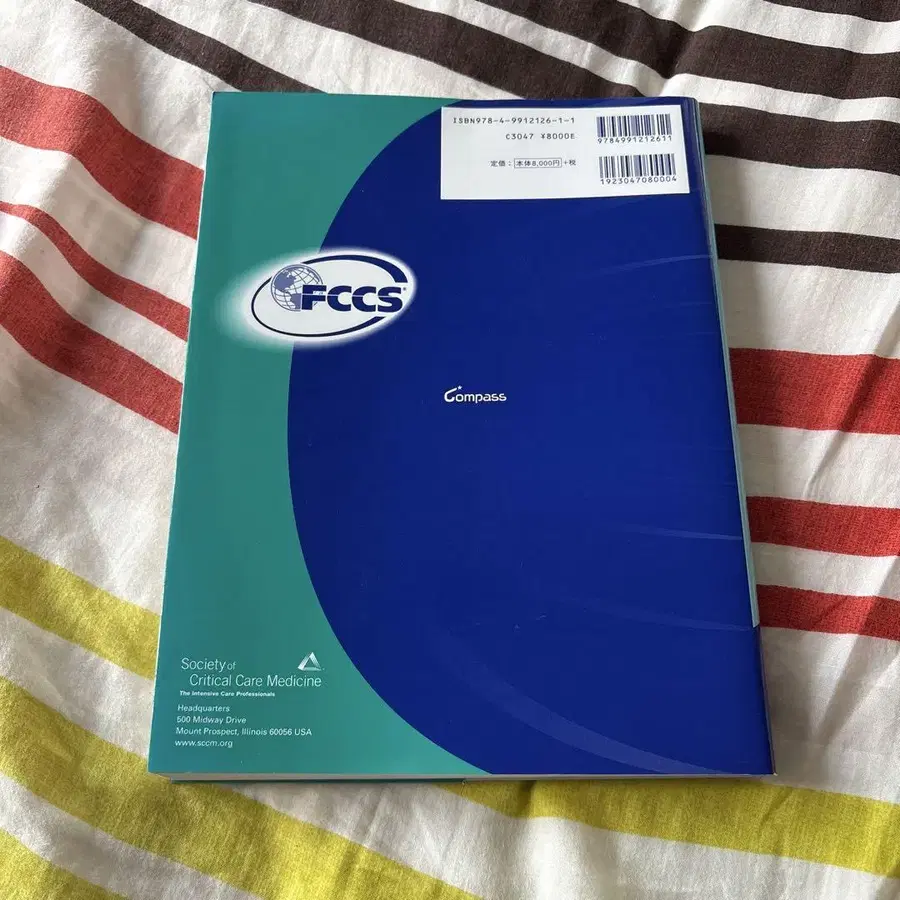 ISBN978-4-9912126-1-1
C3047 ¥8000E
定価：本体8,000円+税
9784991212611
1923047080004
FCCS®
Compass
Society of
Critical Care Medicine
The Intensive Care Professionals
Headquarters
500 Midway Drive
Mount Prospect, Illinois 60056 USA
www.sccm.org